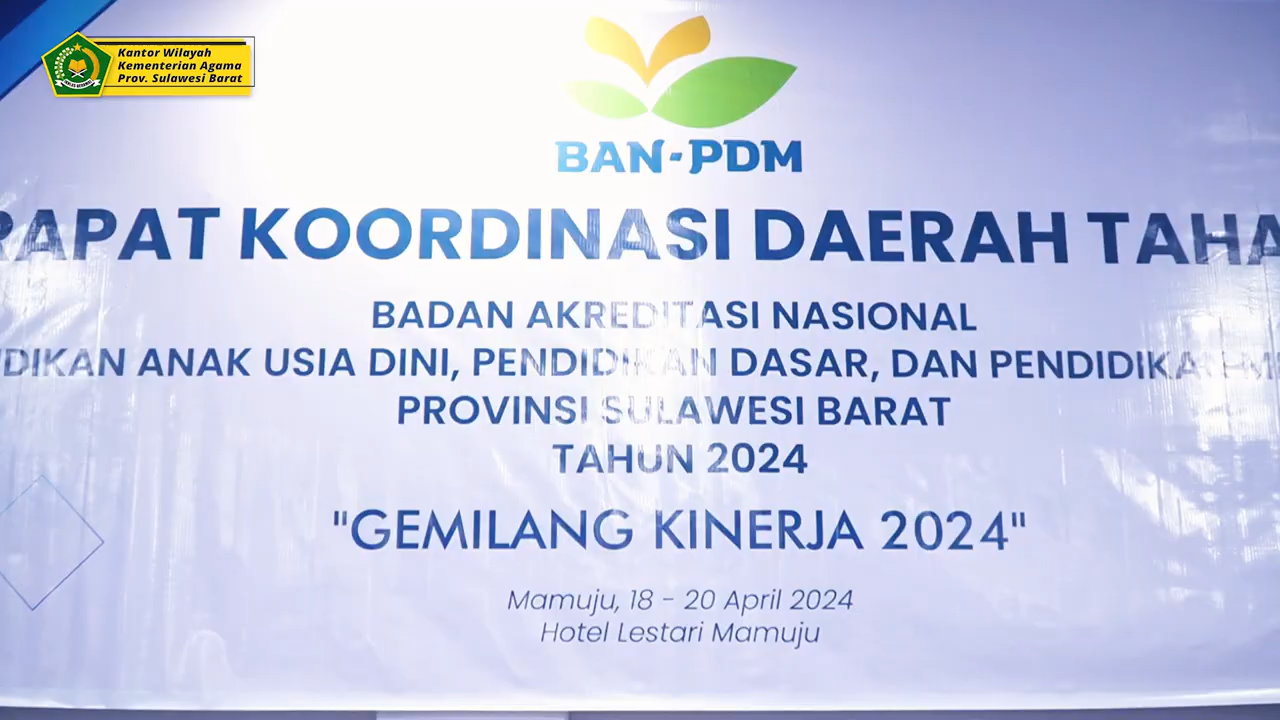 Kantor Wilayah
Kementerian Agama
Prov. Sulawesi Barat
BAN-PDM
RAPAT KOORDINASI DAERAH TAHA
BADAN AKREDITASI NASIONAL
DIKAN ANAK USIA DINI, PENDIDIKAN DASAR, DAN PENDIDIKAN
PROVINSI SULAWESI BARAT
TAHUN 2024
"GEMILANG KINERJA 2024"
Mamuju, 18 - 20 April 2024
Hotel Lestari Mamuju